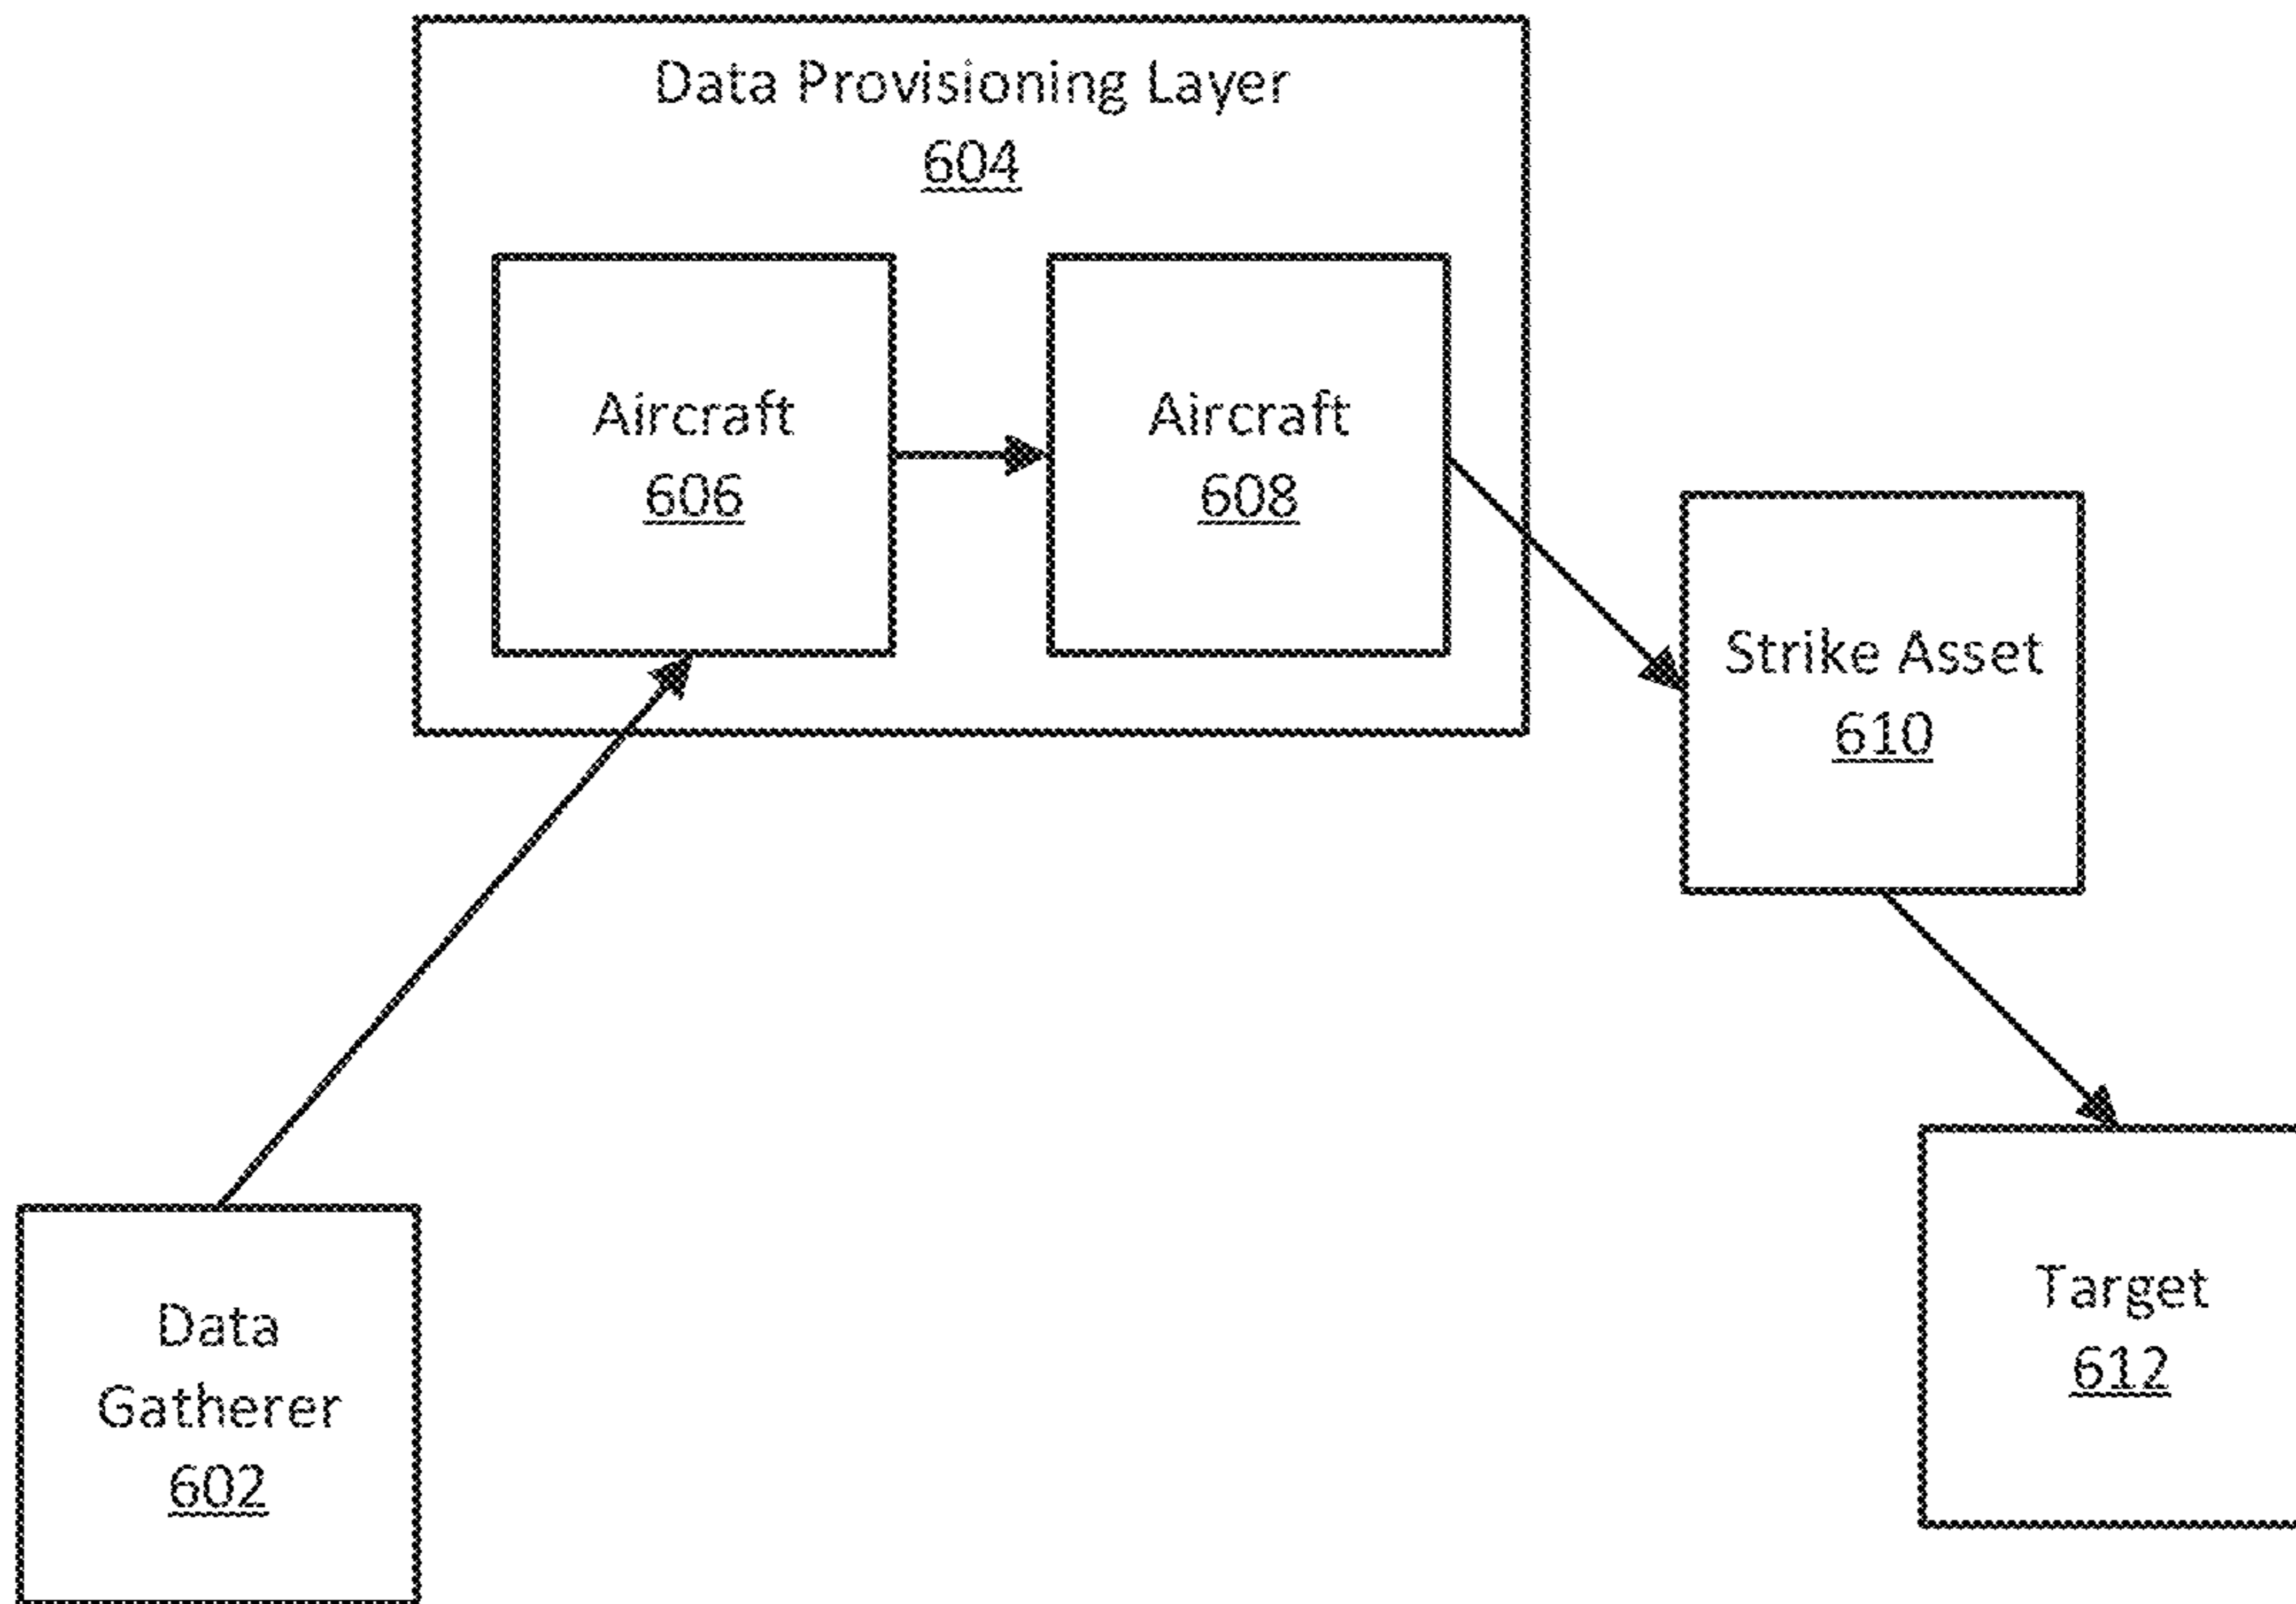 Data Provisioning Layer
604
Aircraft
606
Aircraft
608
Strike Asset
610
Target
612
Data
Gatherer
602